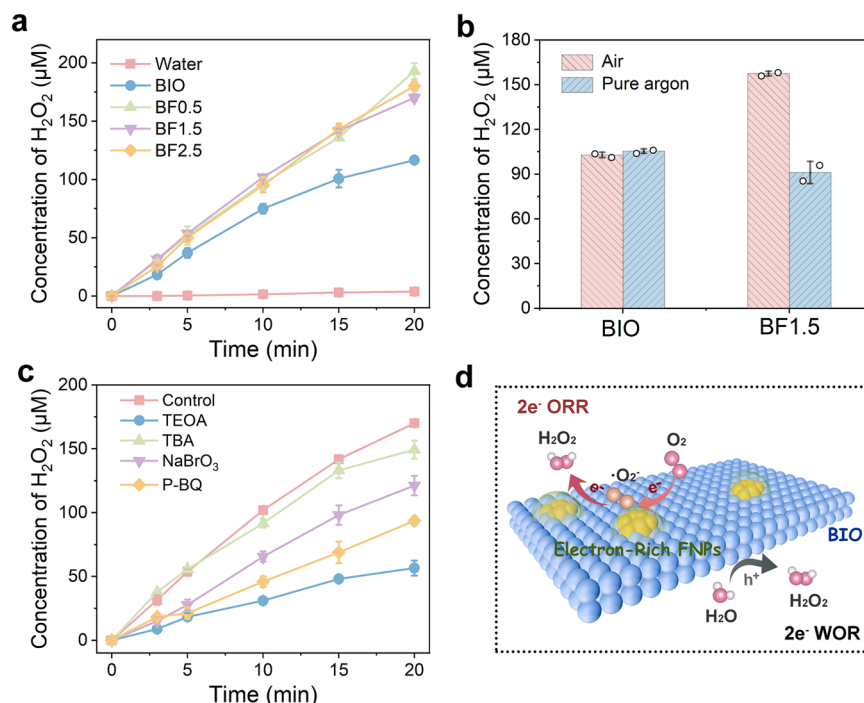 a
Concentration of H₂O₂ (μM)
200
150
100
50
0
Water
BIO
BF0.5
BF1.5
BF2.5
0 5 10 15 20
Time (min)
b
Concentration of H₂O₂ (μM)
180
150
120
90
60
30
0
Air
Pure argon
BIO BF1.5
c
Concentration of H₂O₂ (μM)
200
150
100
50
0
Control
TEOA
TBA
NaBrO₃
P-BQ
0 5 10 15 20
Time (min)
d
2e⁻ ORR
H₂O₂
O₂
·O₂⁻
e⁻
e⁻
BIO
Electron-Rich FNPs
h⁺
H₂O
H₂O₂
2e⁻ WOR